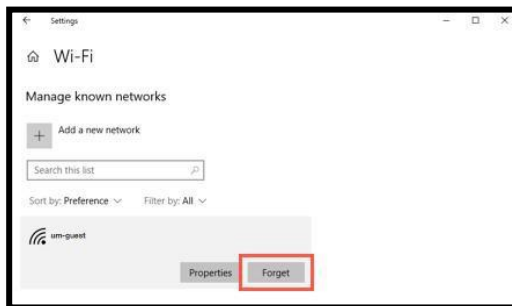 Settings
Wi-Fi
Manage known networks
Add a new network
Search this list
Sort by: Preference Filter by: All
um-guest
Properties Forget